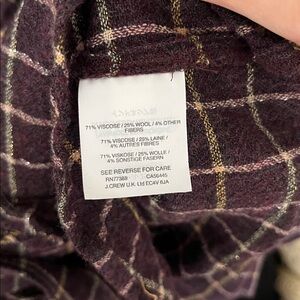 71% VISCOSE / 25% WOOL / 4% OTHER
FIBERS
71% VISCOSE / 25% LAINE /
4% AUTRES FIBRES
71% VISKOSE / 25% WOLLE /
4% SONSTIGE FASERN
SEE REVERSE FOR CARE
RN77388 CA56445
J.CREW U.K. Ltd EC4V 6JA